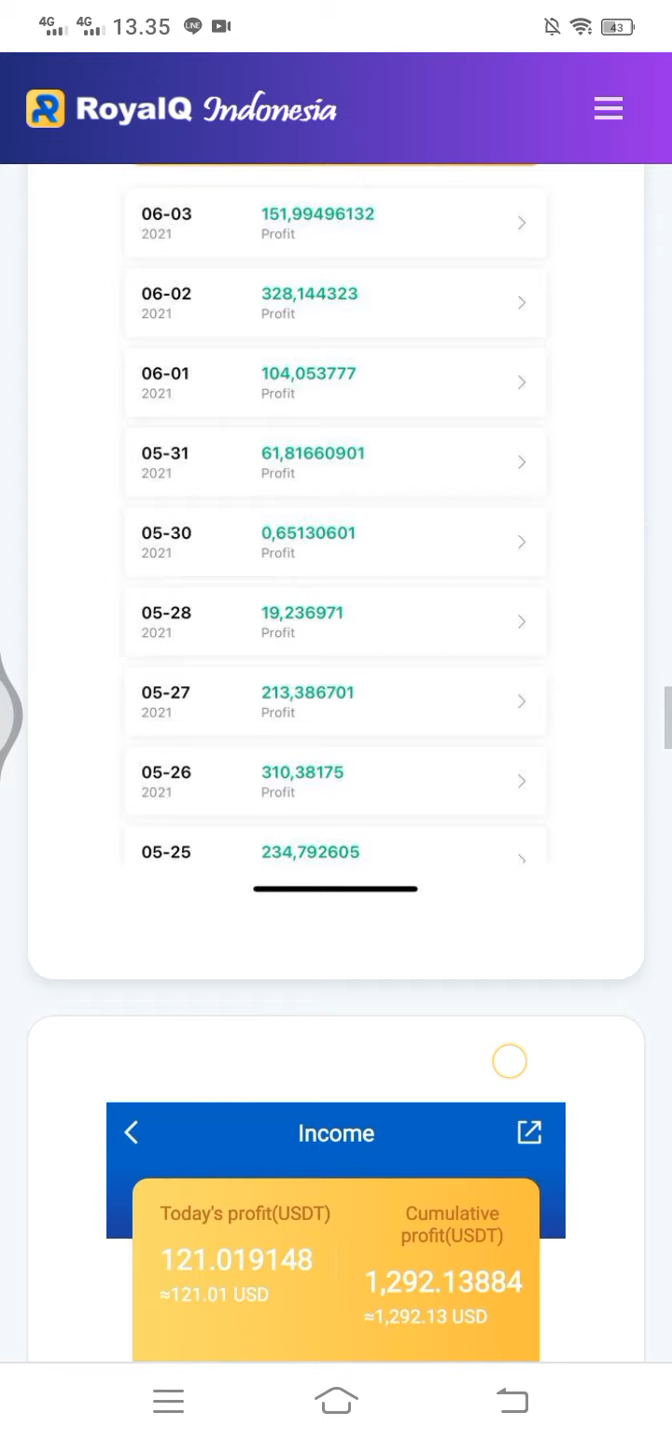 4G 4G 13.35 LINE 43
RoyalQ Indonesia
06-03 151,99496132
2021 Profit
06-02 328,144323
2021 Profit
06-01 104,053777
2021 Profit
05-31 61,81660901
2021 Profit
05-30 0,65130601
2021 Profit
05-28 19,236971
2021 Profit
05-27 213,386701
2021 Profit
05-26 310,38175
2021 Profit
05-25 234,792605
Income
Today's profit(USDT)
121.019148
≈121.01 USD
Cumulative
profit(USDT)
1,292.13884
≈1,292.13 USD